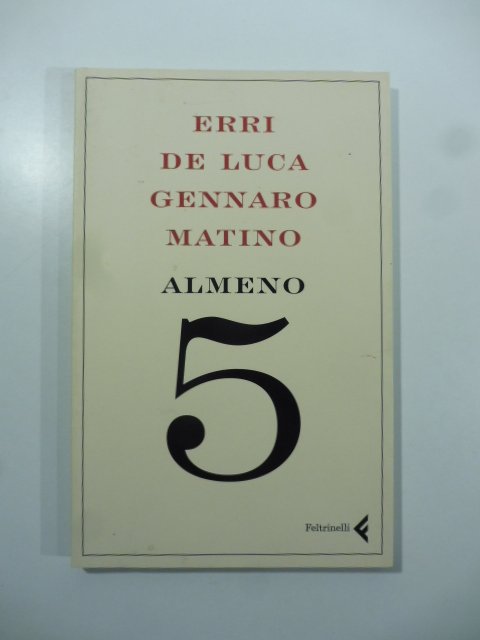 ERRI
DE LUCA
GENNARO
MATINO
ALMENO
5
Feltrinelli